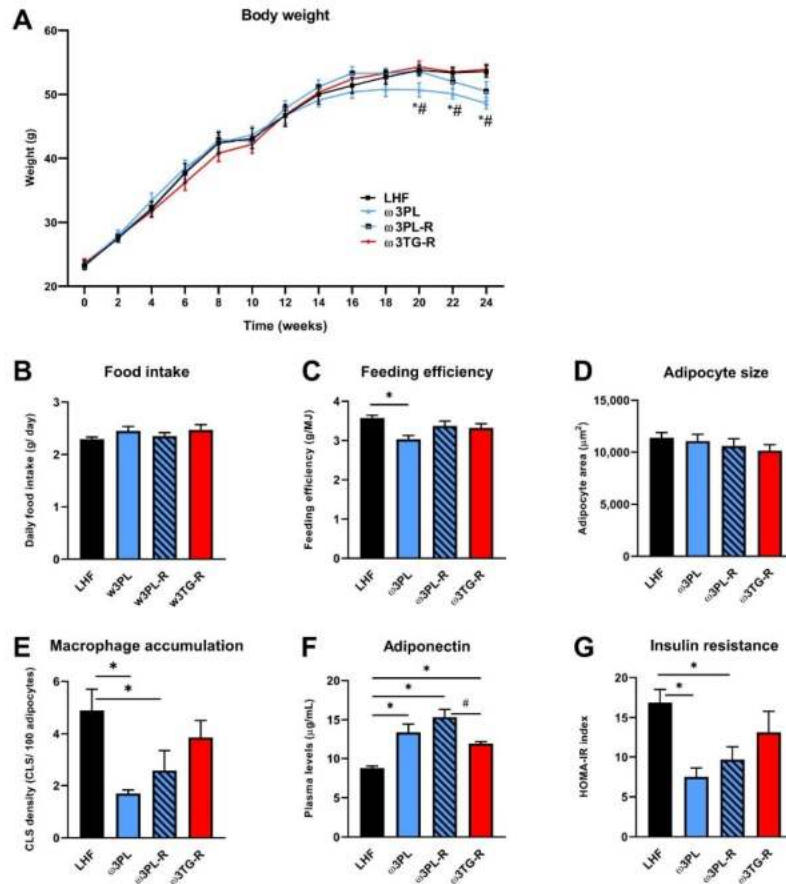 A
Body weight
Weight (g)
60
50
40
30
20
LHF
ω3PL
ω3PL-R
ω3TG-R
*# *# *#
0 2 4 6 8 10 12 14 16 18 20 22 24
Time (weeks)
B
Food intake
Daily food intake (g/ day)
3
2
1
0
LHF w3PL w3PL-R w3TG-R
C
Feeding efficiency
Feeding efficiency (g/MJ)
4
3
2
1
0
*
LHF ω3PL ω3PL-R ω3TG-R
D
Adipocyte size
Adipocyte area (μm²)
15,000
10,000
5,000
0
LHF ω3PL ω3PL-R ω3TG-R
E
Macrophage accumulation
CLS density (CLS/ 100 adipocytes)
6
4
2
0
*
*
LHF ω3PL ω3PL-R ω3TG-R
F
Adiponectin
Plasma levels (μg/mL)
20
15
10
5
0
*
*
* #
LHF ω3PL ω3PL-R ω3TG-R
G
Insulin resistance
HOMA-IR index
20
15
10
5
0
*
*
LHF ω3PL ω3PL-R ω3TG-R